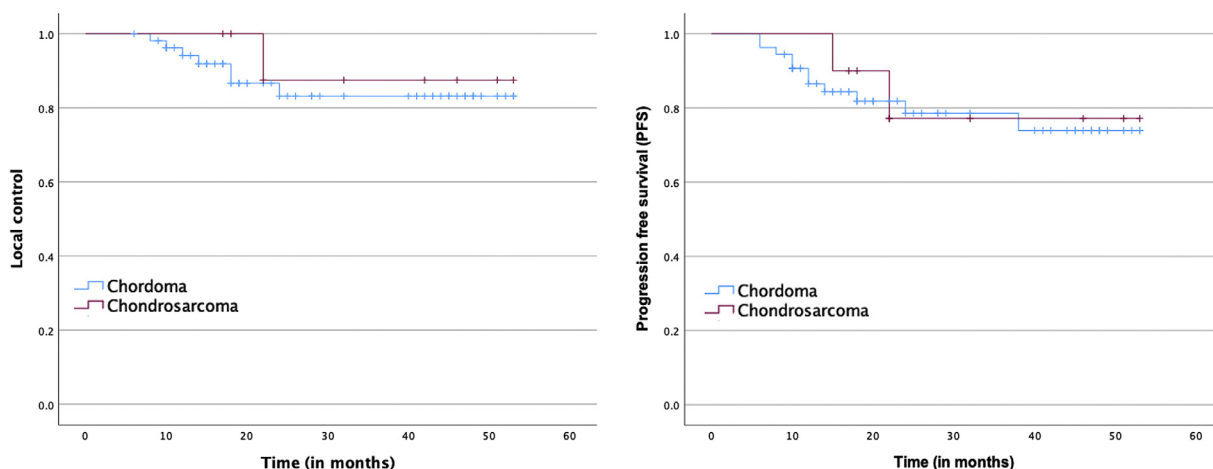 Local control
1.0
0.8
0.6
0.4
0.2
0.0
Chordoma
Chondrosarcoma
0 10 20 30 40 50 60
Time (in months)
Progression free survival (PFS)
1.0
0.8
0.6
0.4
0.2
0.0
Chordoma
Chondrosarcoma
0 10 20 30 40 50 60
Time (in months)